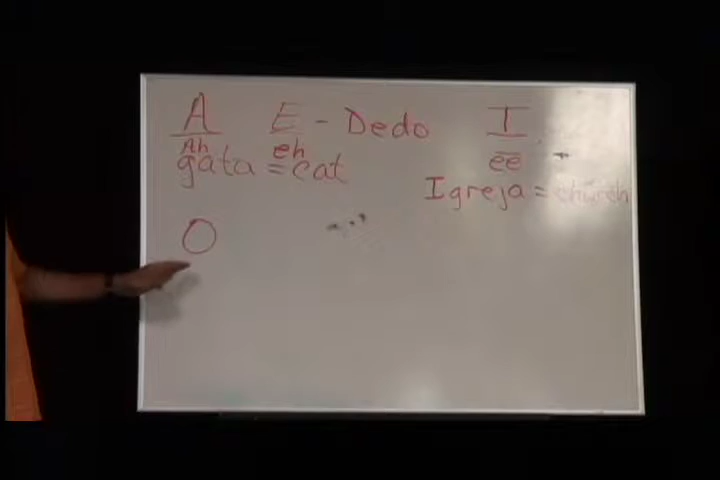 A E - Dedo I
Ah eh ee
gata = cat
Igreja = church
O